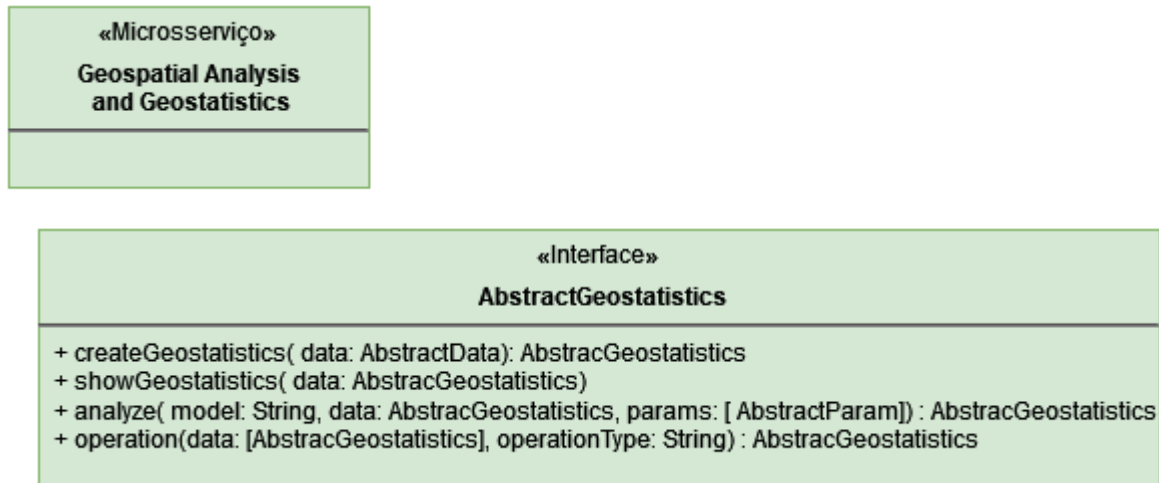 «Microsserviço»
Geospatial Analysis
and Geostatistics
«Interface»
AbstractGeostatistics
+ createGeostatistics( data: AbstractData): AbstracGeostatistics
+ showGeostatistics( data: AbstracGeostatistics)
+ analyze( model: String, data: AbstracGeostatistics, params: [ AbstractParam]) : AbstracGeostatistics
+ operation(data: [AbstracGeostatistics], operationType: String) : AbstracGeostatistics